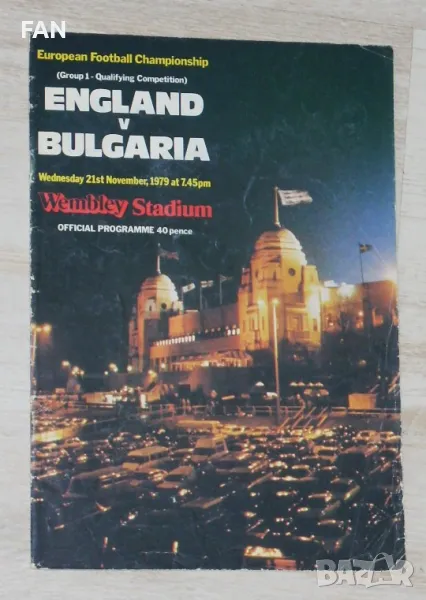 FAN
European Football Championship
(Group 1 - Qualifying Competition)
ENGLAND
v
BULGARIA
Wednesday 21st November, 1979 at 7.45pm
Wembley Stadium
OFFICIAL PROGRAMME 40 pence
BAZAR